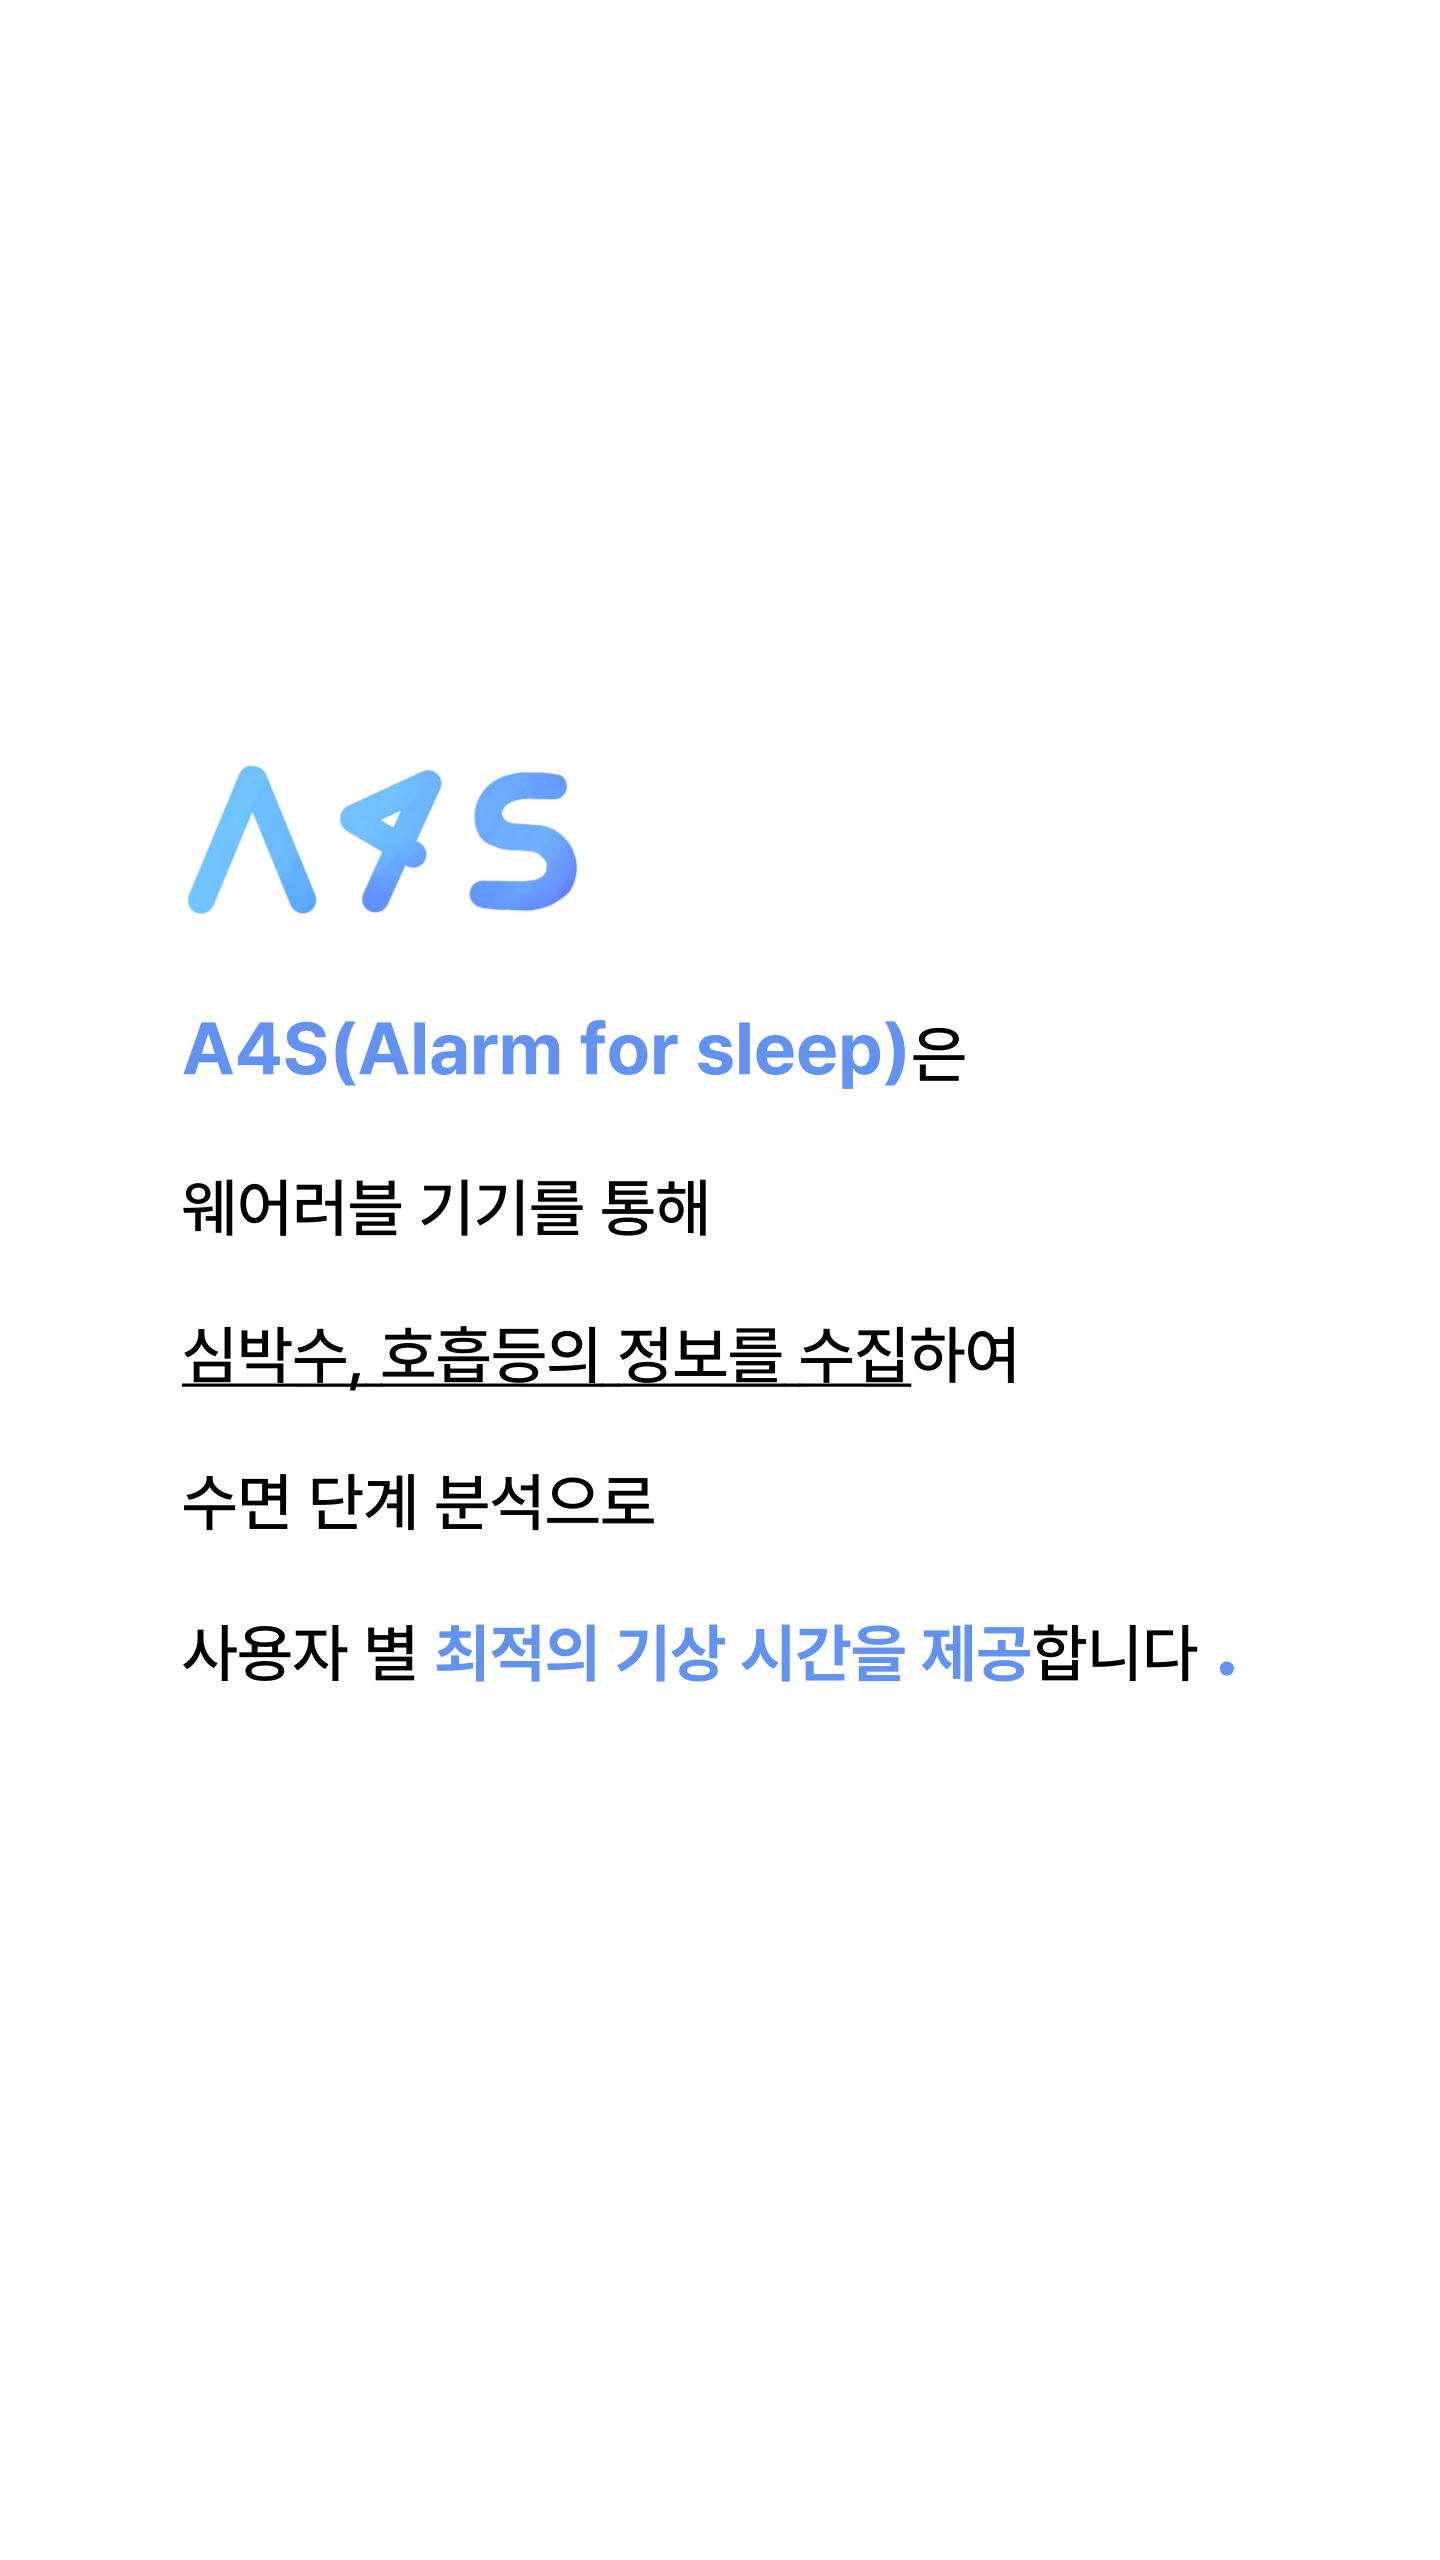 A4S
A4S(Alarm for sleep)은
웨어러블 기기를 통해
심박수, 호흡등의 정보를 수집하여
수면 단계 분석으로
사용자 별 최적의 기상 시간을 제공합니다 .